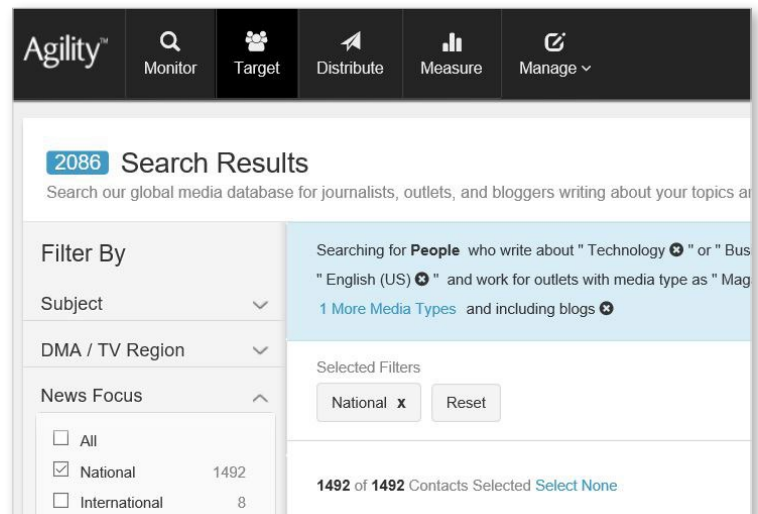 Agility™
Monitor
Target
Distribute
Measure
Manage
2086 Search Results
Search our global media database for journalists, outlets, and bloggers writing about your topics
Filter By
Subject
DMA / TV Region
News Focus
All
National 1492
International 8
Searching for People who write about " Technology " or " Bus
" English (US) " and work for outlets with media type as " Mag
1 More Media Types and including blogs
Selected Filters
National x
Reset
1492 of 1492 Contacts Selected Select None